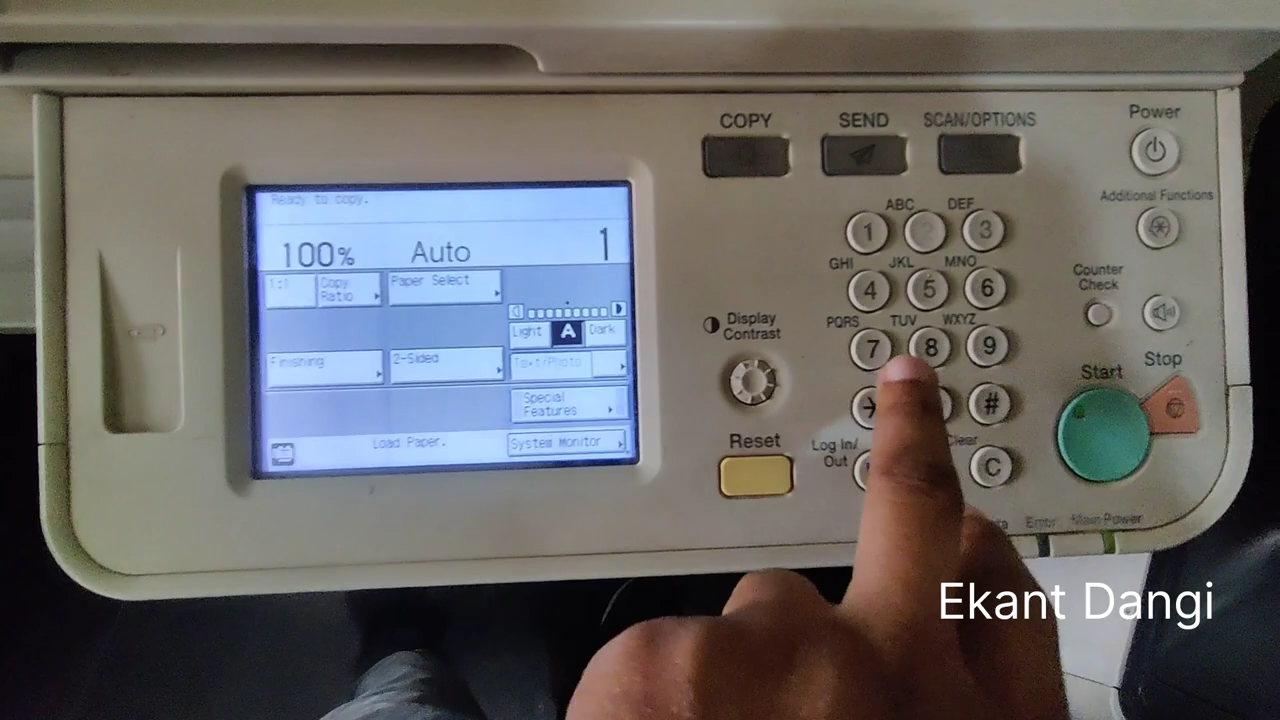 COPY
SEND
SCAN/OPTIONS
Power
Ready to copy.
100%
Auto
1
1:1
Copy
Ratio
Paper Select
Light
A
Dark
Finishing
2-Sided
Text/Photo
Special
Features
Load Paper.
System Monitor
Display
Contrast
Reset
ABC
DEF
1
2
3
GHI
JKL
MNO
4
5
6
PQRS
TUV
WXYZ
7
8
9
#
Log In/
Out
Clear
C
Additional Functions
Counter
Check
Start
Stop
Error
Main Power
Ekant Dangi